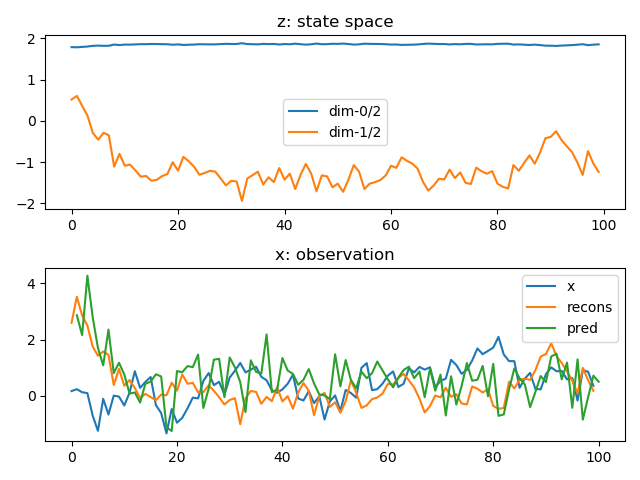 z: state space
2
1
0
−1
−2
dim-0/2
dim-1/2
0 20 40 60 80 100
x: observation
4
2
0
x
recons
pred
0 20 40 60 80 100